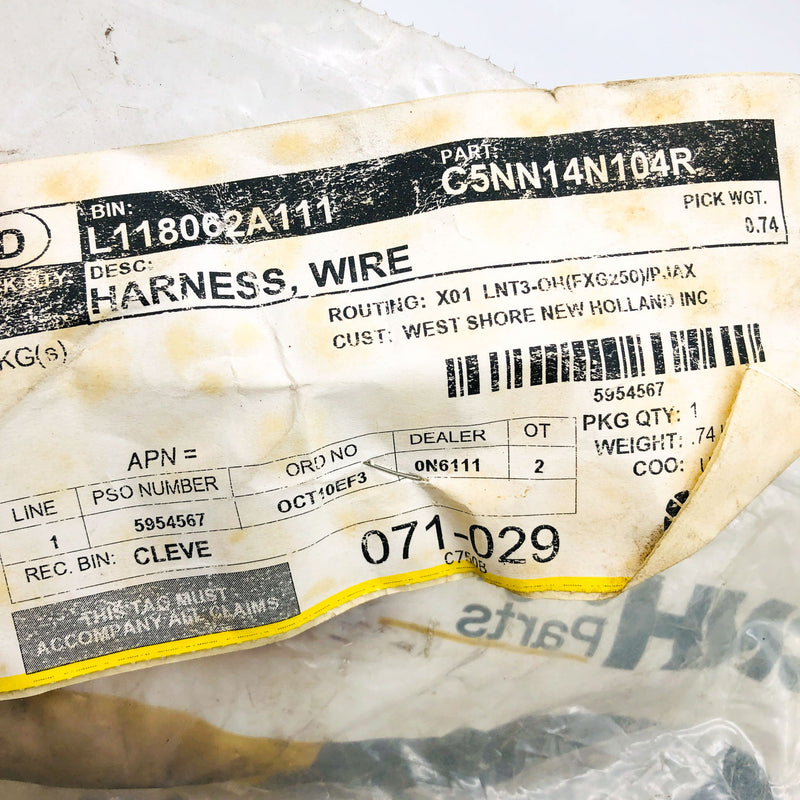 D
BIN:
L118062A111
PART:
C5NN14N104R
QTY.
DESC:
HARNESS, WIRE
PICK WGT.
0.74
KG(s)
ROUTING: X01 LNT3-OH(FXG250)/PJAX
CUST: WEST SHORE NEW HOLLAND INC
5954567
PKG QTY: 1
WEIGHT: .74
COO:
APN =
LINE
PSO NUMBER
ORD NO
DEALER
OT
1
5954567
OCT10EF3
0N6111
2
REC. BIN: CLEVE
071-029
C750B
THIS TAG MUST
ACCOMPANY ALL CLAIMS
Parts